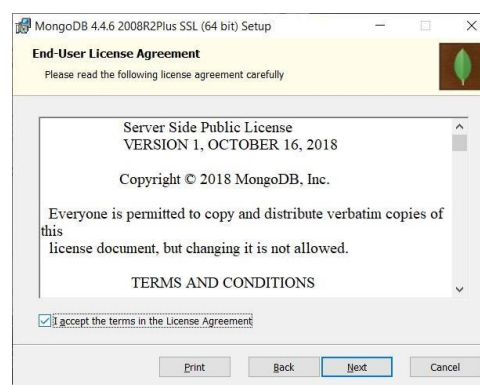 MongoDB 4.4.6 2008R2Plus SSL (64 bit) Setup
End-User License Agreement
Please read the following license agreement carefully
Server Side Public License
VERSION 1, OCTOBER 16, 2018
Copyright © 2018 MongoDB, Inc.
Everyone is permitted to copy and distribute verbatim copies of
this
license document, but changing it is not allowed.
TERMS AND CONDITIONS
I accept the terms in the License Agreement
Print Back Next Cancel